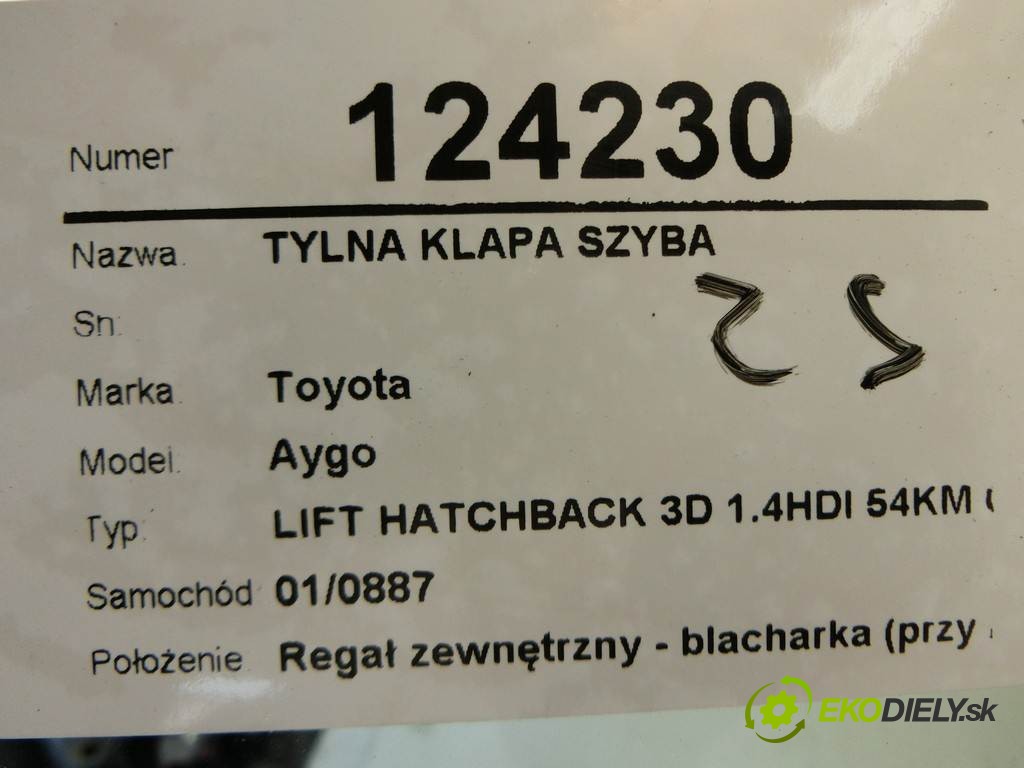 Numer 124230
Nazwa: TYLNA KLAPA SZYBA
Sn:
Marka: Toyota
Model: Aygo
Typ: LIFT HATCHBACK 3D 1.4HDI 54KM
Samochód 01/0887
Położenie: Regał zewnętrzny - blacharka (przy
EKODIELY.sk